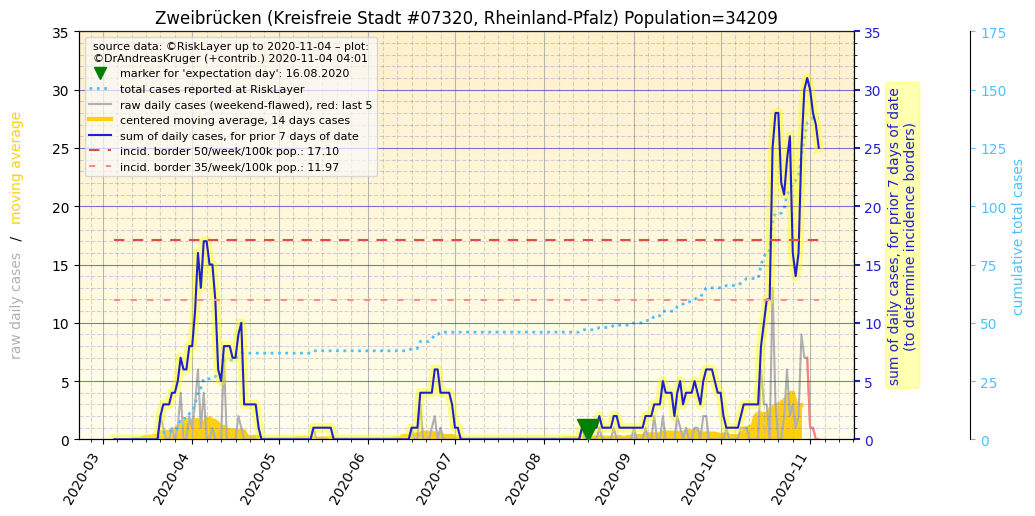 Zweibrücken (Kreisfreie Stadt #07320, Rheinland-Pfalz) Population=34209
source data: ©RiskLayer up to 2020-11-04 – plot:
©DrAndreasKruger (+contrib.) 2020-11-04 04:01
marker for 'expectation day': 16.08.2020
total cases reported at RiskLayer
raw daily cases (weekend-flawed), red: last 5
centered moving average, 14 days cases
sum of daily cases, for prior 7 days of date
incid. border 50/week/100k pop.: 17.10
incid. border 35/week/100k pop.: 11.97
raw daily cases / moving average
35
30
25
20
15
10
5
0
2020-03
2020-04
2020-05
2020-06
2020-07
2020-08
2020-09
2020-10
2020-11
35
30
25
20
15
10
5
0
sum of daily cases, for prior 7 days of date
(to determine incidence borders)
175
150
125
100
75
50
25
0
cumulative total cases